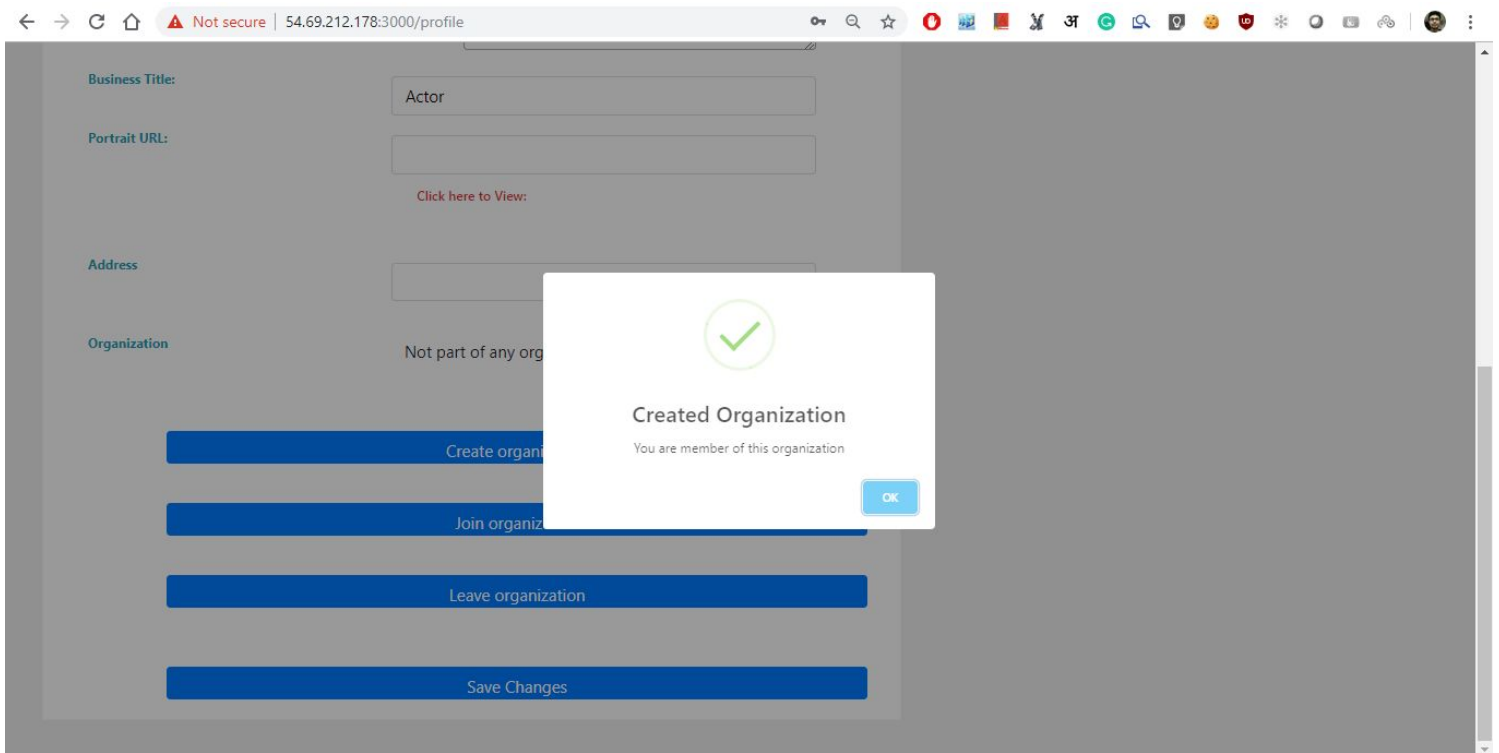 Not secure | 54.69.212.178:3000/profile
अ
Business Title:
Actor
Portrait URL:
Click here to View:
Address
Organization
Not part of any org
Created Organization
You are member of this organization
OK
Create organi
Join organiz
Leave organization
Save Changes